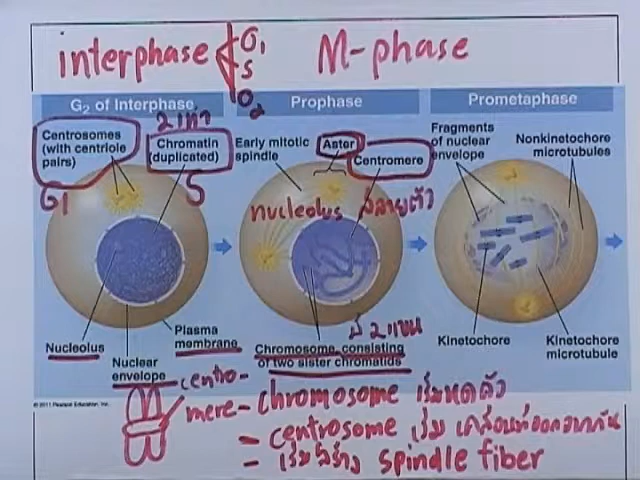 interphase G1 S G2
M-phase
G2 of Interphase
Prophase
Prometaphase
2 เท่า
Centrosomes
(with centriole
pairs)
Chromatin
(duplicated)
G1
S
Early mitotic
spindle
Aster
Centromere
nucleolus สลายตัว
Fragments
of nuclear
envelope
Nonkinetochore
microtubules
Nucleolus
Nuclear
envelope
Plasma
membrane
มี 2 แขน
Chromosome, consisting
of two sister chromatids
Kinetochore
Kinetochore
microtubule
© 2011 Pearson Education, Inc.
centro-
mere
- chromosome เริ่มหดตัว
- centrosome เริ่มเคลื่อนที่ออกจากกัน
- เริ่มสร้าง spindle fiber